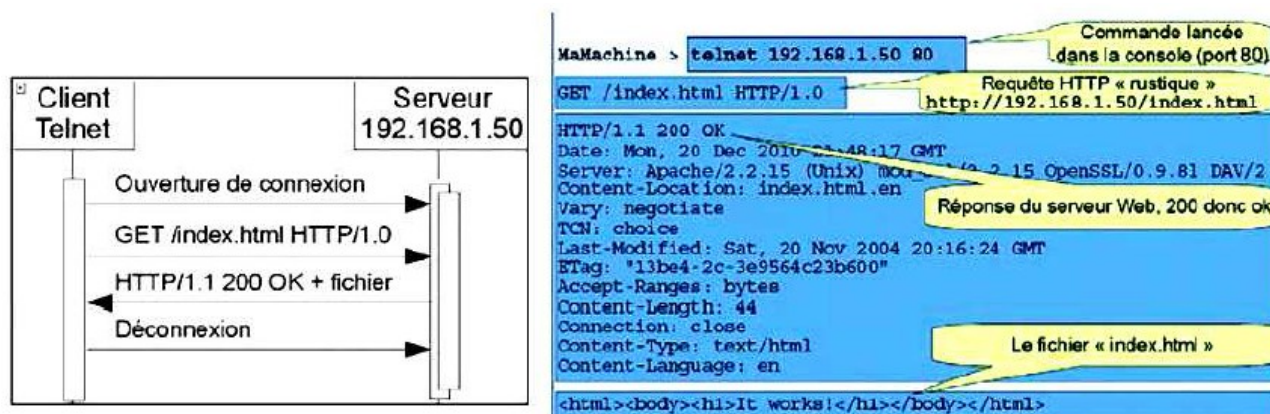 Client
Telnet
Serveur
192.168.1.50
Ouverture de connexion
GET /index.html HTTP/1.0
HTTP/1.1 200 OK + fichier
Déconnexion
MaMachine > telnet 192.168.1.50 80
Commande lancée
dans la console (port 80)
GET /index.html HTTP/1.0
Requête HTTP « rustique »
http://192.168.1.50/index.html
HTTP/1.1 200 OK
Date: Mon, 20 Dec 2010 :48:17 GMT
Server: Apache/2.2.15 (Unix) 2.15 OpenSSL/0.9.8l DAV/2
Content-Location: index.html.en
Vary: negotiate
Réponse du serveur Web, 200 donc ok
TCN: choice
Last-Modified: Sat, 20 Nov 2004 20:16:24 GMT
ETag: "13be4-2c-3e9564c23b600"
Accept-Ranges: bytes
Content-Length: 44
Connection: close
Content-Type: text/html
Content-Language: en
Le fichier « index.html »
<html><body><h1>It works!</h1></body></html>